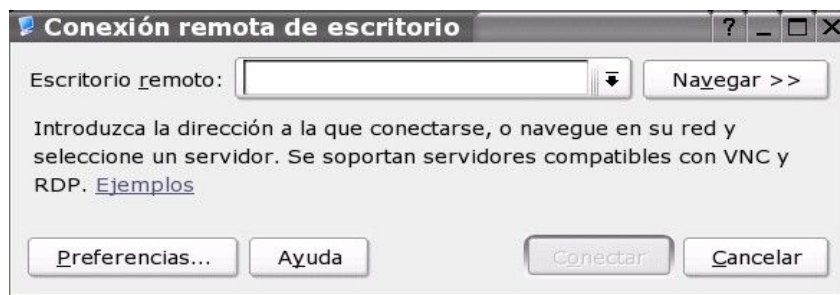 Conexión remota de escritorio
Escritorio remoto: Navegar >>
Introduzca la dirección a la que conectarse, o navegue en su red y
seleccione un servidor. Se soportan servidores compatibles con VNC y
RDP. Ejemplos
Preferencias... Ayuda Conectar Cancelar